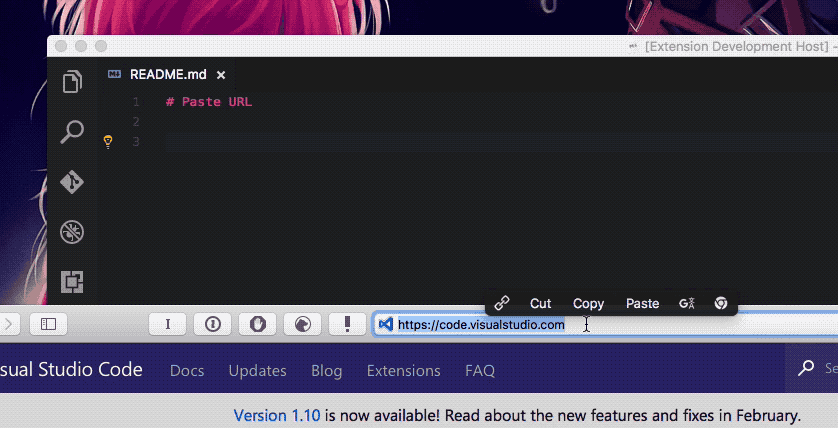 [Extension Development Host] -
README.md ×
1 # Paste URL
2
3
Cut Copy Paste
https://code.visualstudio.com
sual Studio Code Docs Updates Blog Extensions FAQ Se
Version 1.10 is now available! Read about the new features and fixes in February.